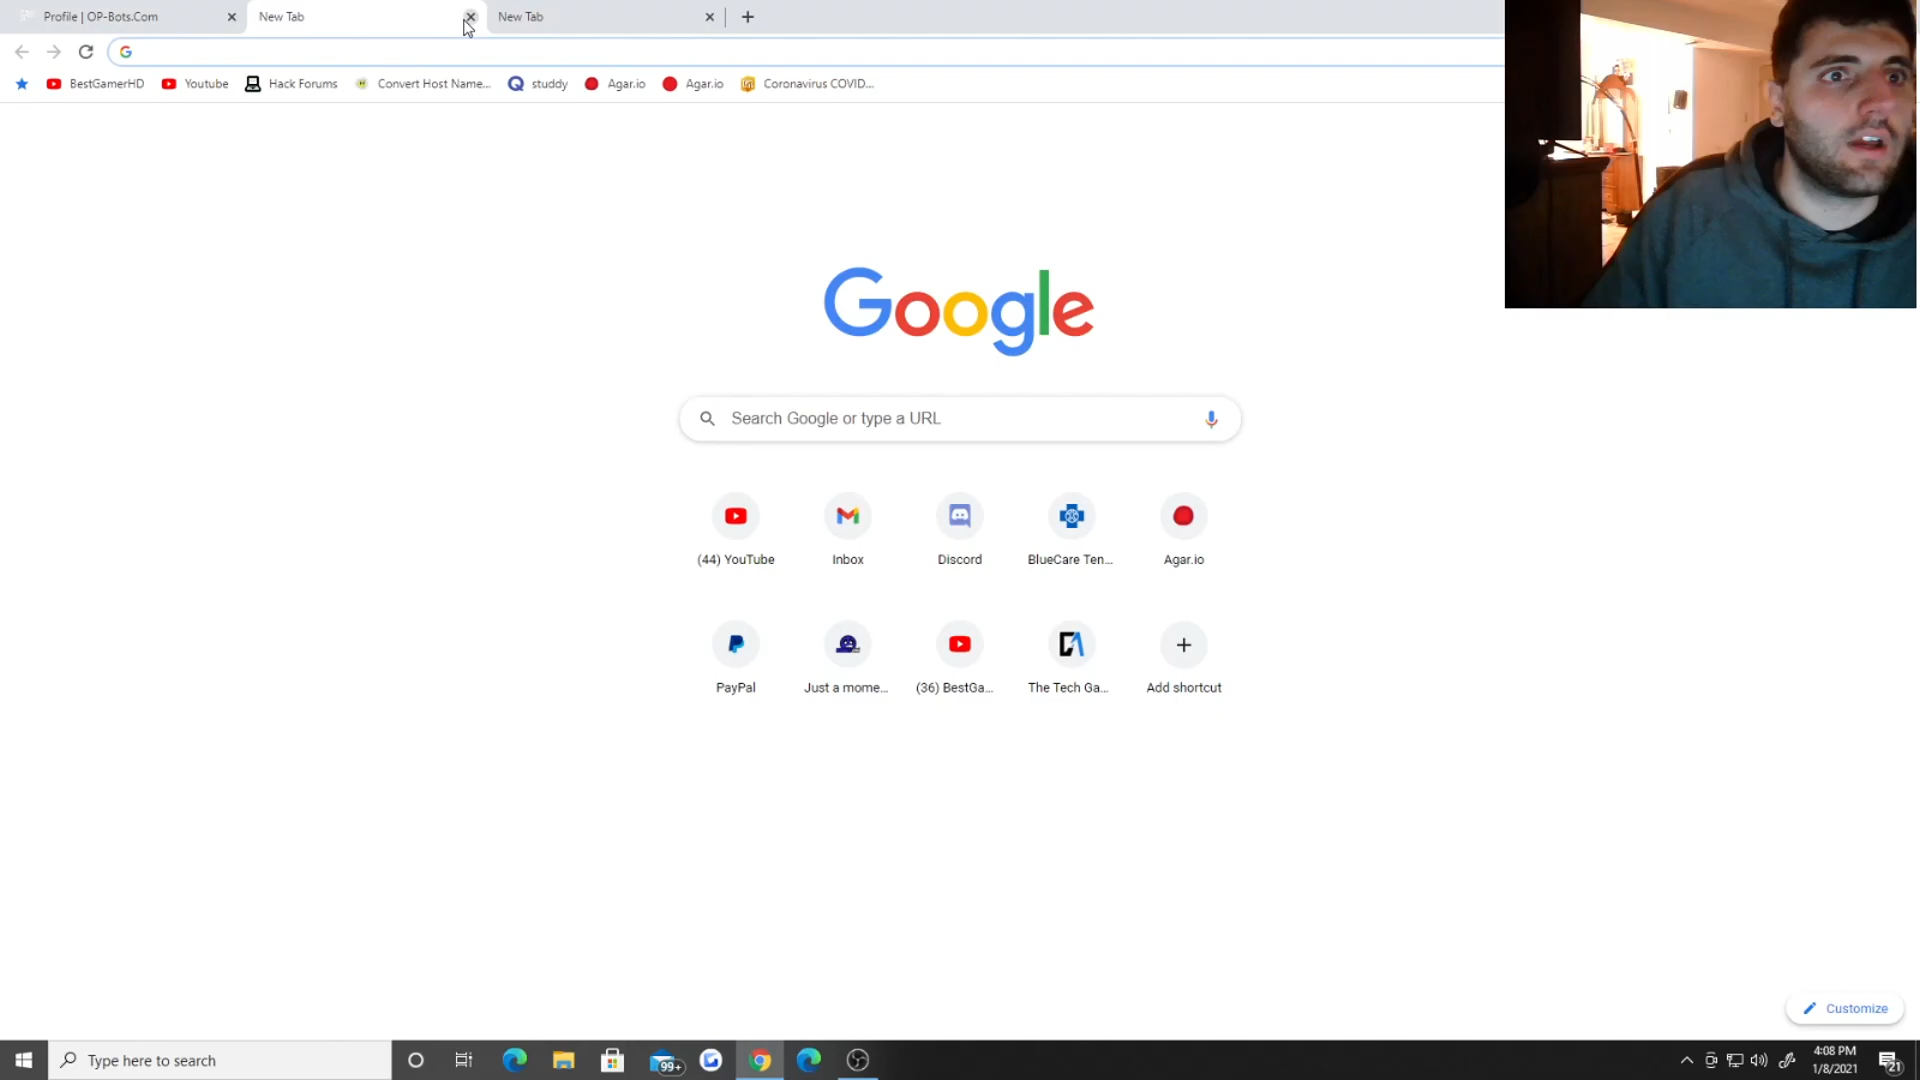 Profile | OP-Bots.Com
New Tab
New Tab
BestGamerHD
Youtube
Hack Forums
Convert Host Name...
studdy
Agar.io
Agar.io
Coronavirus COVID...
Google
Search Google or type a URL
(44) YouTube
Inbox
Discord
BlueCare Ten...
Agar.io
PayPal
Just a mome...
(36) BestGa...
The Tech Ga...
Add shortcut
Customize
Type here to search
99+
4:08 PM
1/8/2021
21